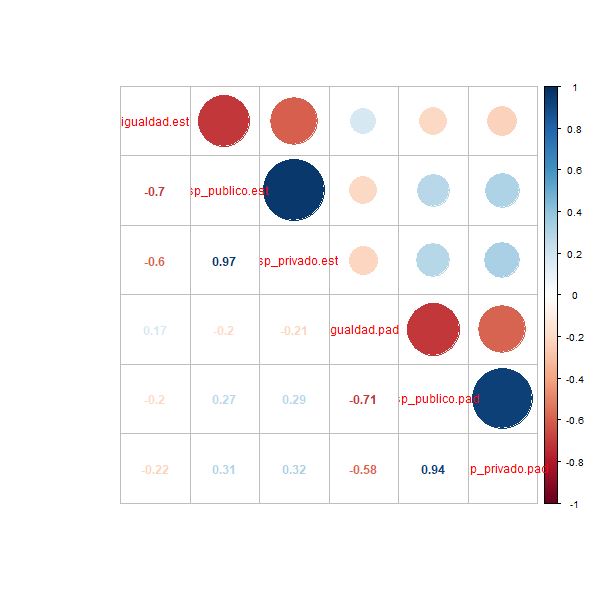 igualdad.est
-0.7 sp_publico.est
-0.6 0.97 sp_privado.est
0.17 -0.2 -0.21 gualdad.pad
-0.2 0.27 0.29 -0.71 sp_publico.pad
-0.22 0.31 0.32 -0.58 0.94 p_privado.pad
1
0.8
0.6
0.4
0.2
0
-0.2
-0.4
-0.6
-0.8
-1